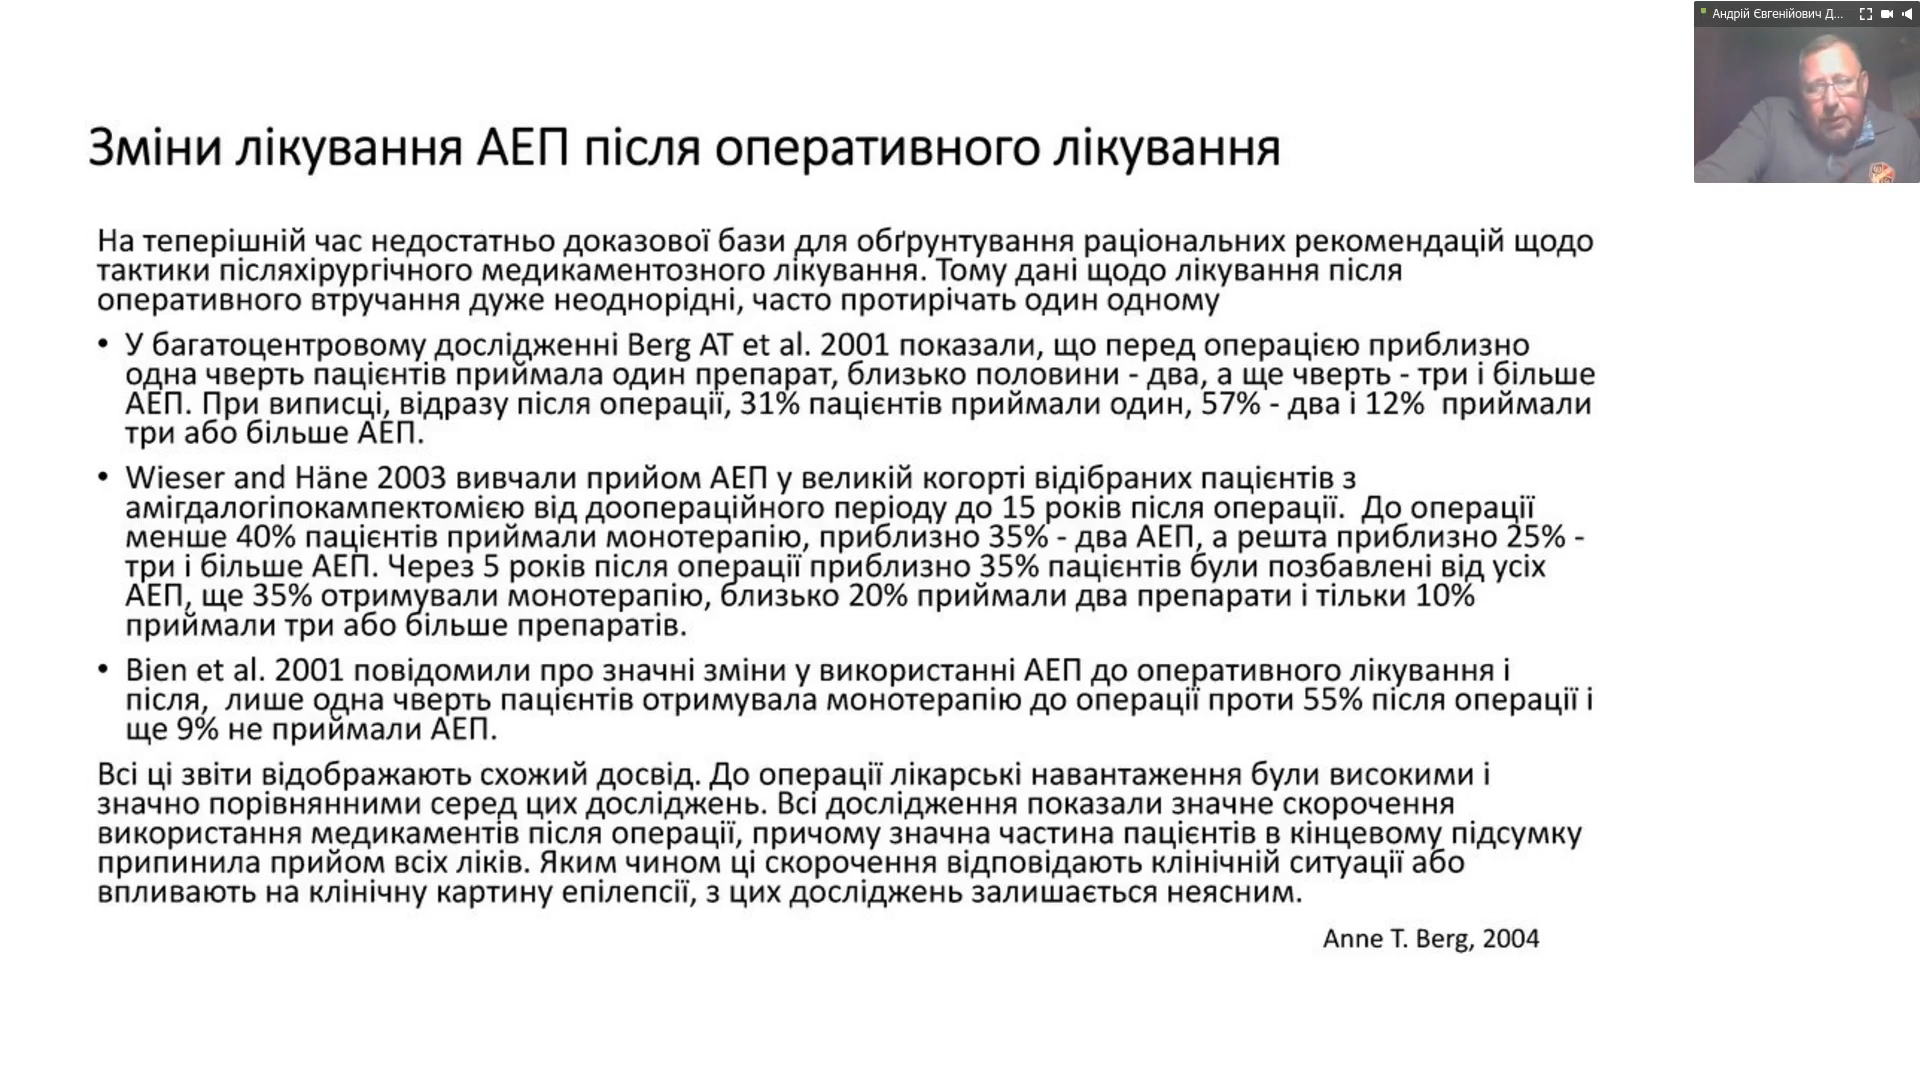 Андрій Євгенійович Д...
Зміни лікування АЕП після оперативного лікування
На теперішній час недостатньо доказової бази для обґрунтування раціональних рекомендацій щодо
тактики післяхірургічного медикаментозного лікування. Тому дані щодо лікування після
оперативного втручання дуже неоднорідні, часто протирічать один одному
• У багатоцентровому дослідженні Berg AT et al. 2001 показали, що перед операцією приблизно
одна чверть пацієнтів приймала один препарат, близько половини - два, а ще чверть - три і більше
АЕП. При виписці, відразу після операції, 31% пацієнтів приймали один, 57% - два і 12% приймали
три або більше АЕП.
• Wieser and Häne 2003 вивчали прийом АЕП у великій когорті відібраних пацієнтів з
амігдалогіпокампектомією від доопераційного періоду до 15 років після операції. До операції
менше 40% пацієнтів приймали монотерапію, приблизно 35% - два АЕП, а решта приблизно 25% -
три і більше АЕП. Через 5 років після операції приблизно 35% пацієнтів були позбавлені від усіх
АЕП, ще 35% отримували монотерапію, близько 20% приймали два препарати і тільки 10%
приймали три або більше препаратів.
• Bien et al. 2001 повідомили про значні зміни у використанні АЕП до оперативного лікування і
після, лише одна чверть пацієнтів отримувала монотерапію до операції проти 55% після операції і
ще 9% не приймали АЕП.
Всі ці звіти відображають схожий досвід. До операції лікарські навантаження були високими і
значно порівнянними серед цих досліджень. Всі дослідження показали значне скорочення
використання медикаментів після операції, причому значна частина пацієнтів в кінцевому підсумку
припинила прийом всіх ліків. Яким чином ці скорочення відповідають клінічній ситуації або
впливають на клінічну картину епілепсії, з цих досліджень залишається неясним.
Anne T. Berg, 2004